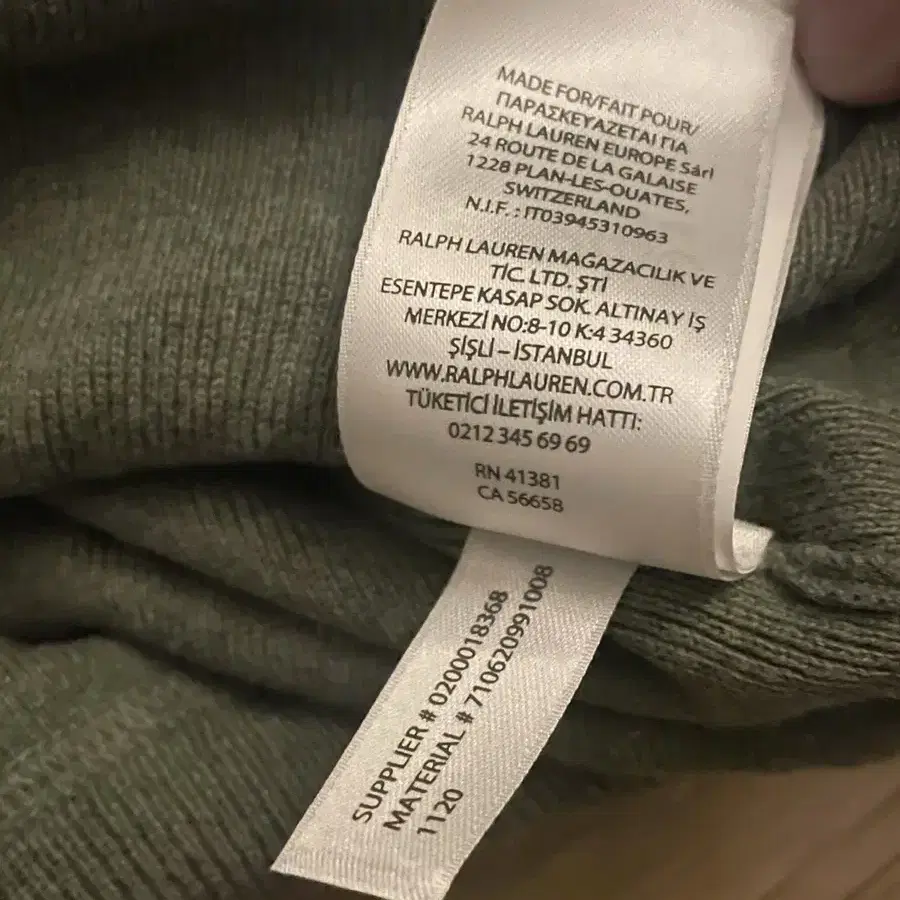 MADE FOR/FAIT POUR/
ΠΑΡΑΣΚΕΥΑΖΕΤΑΙ ΓΙΑ
RALPH LAUREN EUROPE Sárl
24 ROUTE DE LA GALAISE
1228 PLAN-LES-OUATES,
SWITZERLAND
N.I.F. : IT03945310963
RALPH LAUREN MAGAZACILIK VE
TİC. LTD. ŞTİ
ESENTEPE KASAP SOK. ALTINAY İŞ
MERKEZİ NO:8-10 K:4 34360
ŞİŞLİ – İSTANBUL
WWW.RALPHLAUREN.COM.TR
TÜKETİCİ İLETİŞİM HATTI:
0212 345 69 69
RN 41381
CA 56658
SUPPLIER # 0200018368
MATERIAL # 710620991008
1120